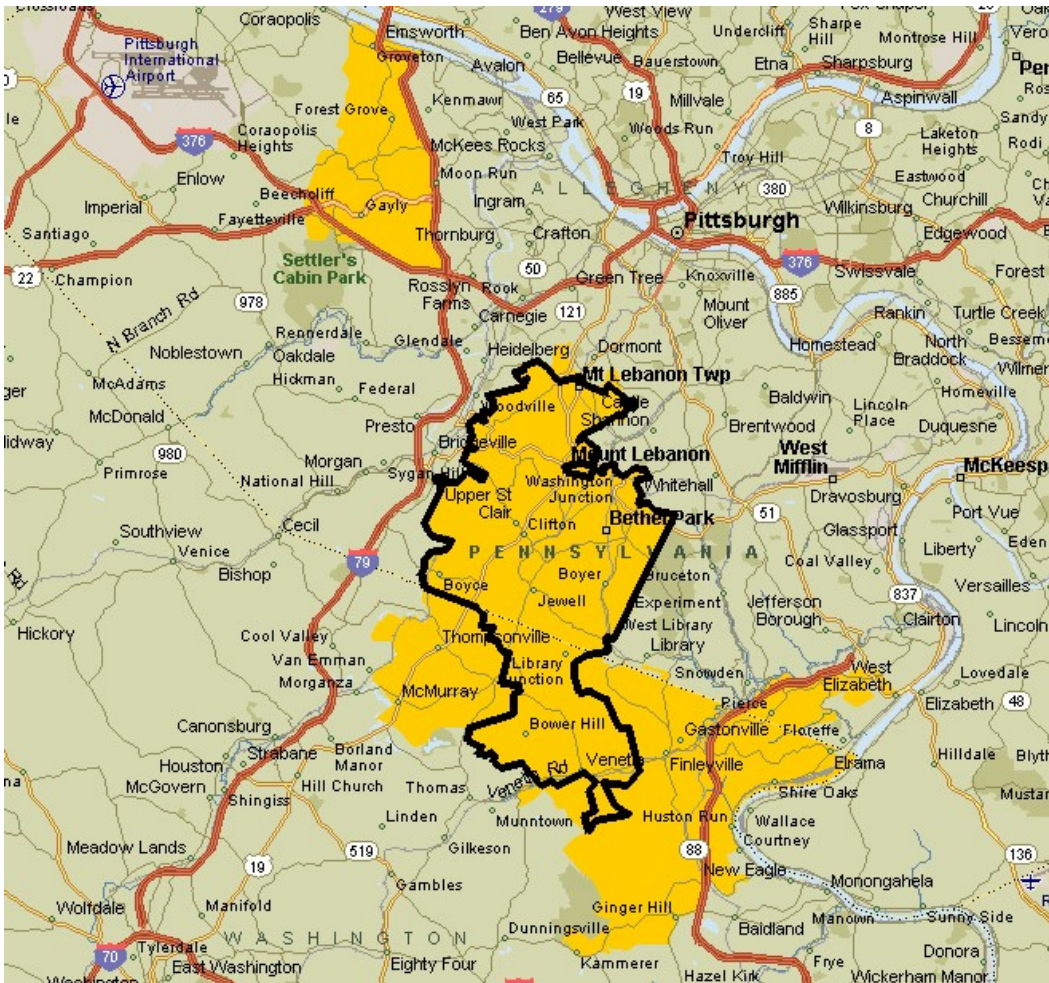 Coraopolis
West View
Undercliff
Sharpe
Hill
Montrose Hill
Pittsburgh
International
Airport
Emsworth
Groveton
Ben Avon Heights
Bellevue
Bauerstown
Etna
Sharpsburg
Avalon
Forest Grove
Kenmawr
65
19
Millvale
Aspinwall
376
Coraopolis
Heights
West Park
Woods Run
8
Laketon
Heights
Sandy
Rodi
McKees Rocks
Troy Hill
Enlow
Beechcliff
Moon Run
ALLEGHENY
380
Eastwood
Churchill
Imperial
Gayly
Ingram
Pittsburgh
Wilkinsburg
Santiago
Fayetteville
Thornburg
Crafton
Edgewood
22
Champion
Settler's
Cabin Park
50
Green Tree
Knoxville
376
Swissvale
Forest
Rosslyn
Farms
Rook
885
978
Carnegie
121
Mount
Oliver
Rankin
Turtle Creek
N Branch Rd
Rennerdale
Glendale
Heidelberg
Dormont
Homestead
North
Braddock
Noblestown
Oakdale
Hickman
McAdams
Federal
Mt Lebanon Twp
Homeville
McDonald
Woodville
Castle
Shannon
Baldwin
Lincoln
Place
Presto
Duquesne
Midway
980
Bridgeville
Brentwood
Primrose
Morgan
Sygan Hill
Mount Lebanon
West
Mifflin
McKeesp
National Hill
Washington
Junction
Whitehall
Dravosburg
Upper St
Clair
Port Vue
Southview
Cecil
Clifton
Bethel Park
51
Glassport
Eden
Venice
79
PENNSYLVANIA
Liberty
Bishop
Boyce
Boyer
Bruceton
Coal Valley
Versailles
Rd
Jewell
Experiment
Jefferson
Borough
837
Hickory
Cool Valley
Thompsonville
West Library
Library
Clairton
Lincoln
Van Emman
Library
Junction
Snowden
West
Elizabeth
Lovedale
Morganza
McMurray
Pierce
Elizabeth
48
Canonsburg
Bower Hill
Gastonville
Floreffe
Strabane
Borland
Manor
Hilldale
Houston
Venetia
Finleyville
Elrama
McGovern
Hill Church
Thomas
Venetia Rd
Shire Oaks
Shingiss
Linden
Munntown
Huston Run
Wallace
Courtney
Meadow Lands
519
Gilkeson
88
136
19
New Eagle
Monongahela
Gambles
Wolfdale
Manifold
Ginger Hill
Manown
Sunny Side
WASHINGTON
Dunningsville
Baldland
Tylerdale
70
East Washington
Eighty Four
Kammerer
Frye
Donora
Washington
Hazel Kirk
Wickerham Manor